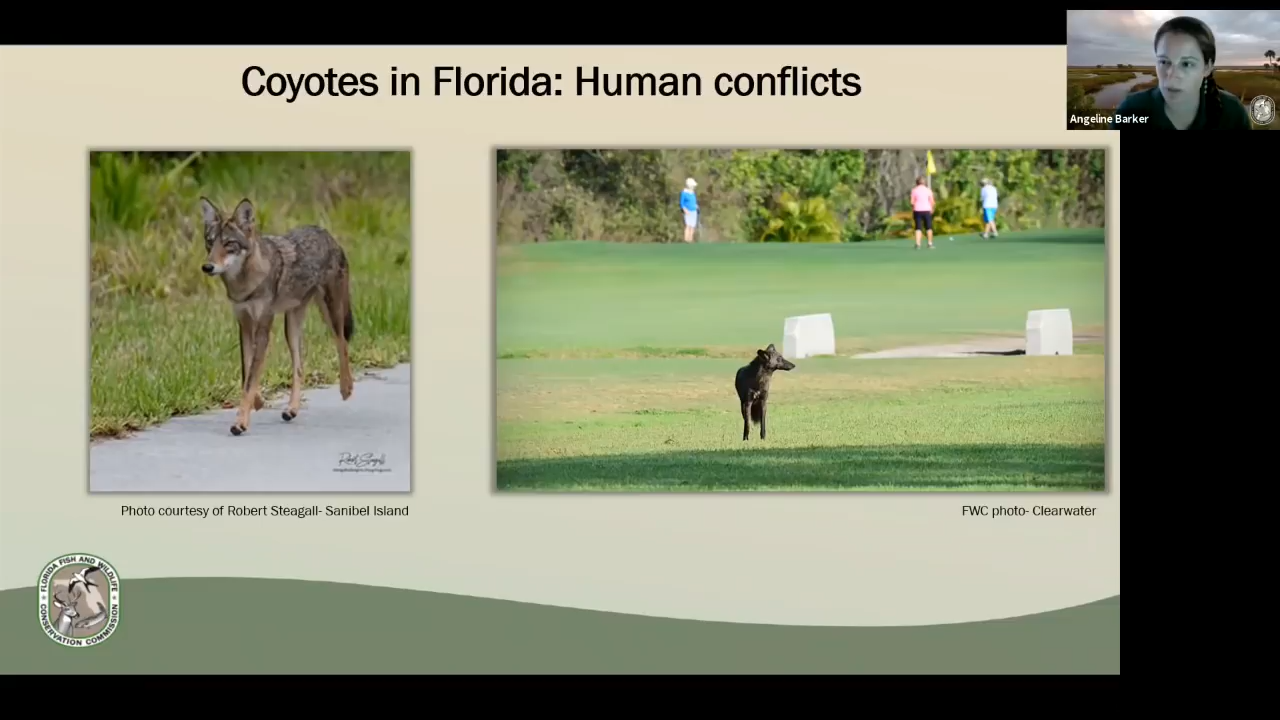 Coyotes in Florida: Human conflicts
Angeline Barker
Photo courtesy of Robert Steagall- Sanibel Island
FWC photo- Clearwater
FLORIDA FISH AND WILDLIFE
CONSERVATION COMMISSION